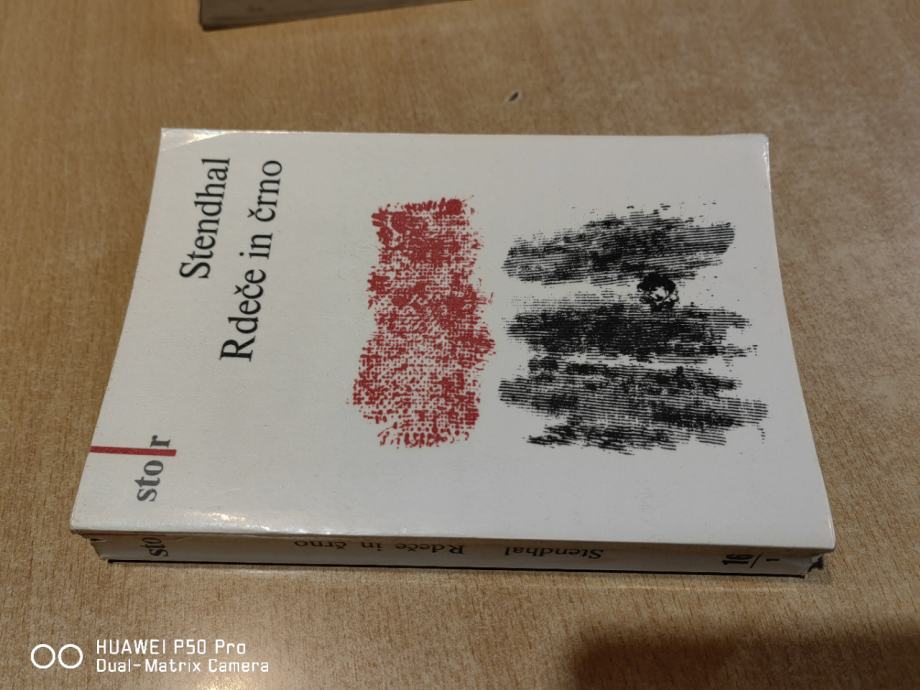 Stendhal
Rdeče in črno
sto r
sto
Rdeče in črno
Stendhal
16
1
HUAWEI P50 Pro
Dual-Matrix Camera